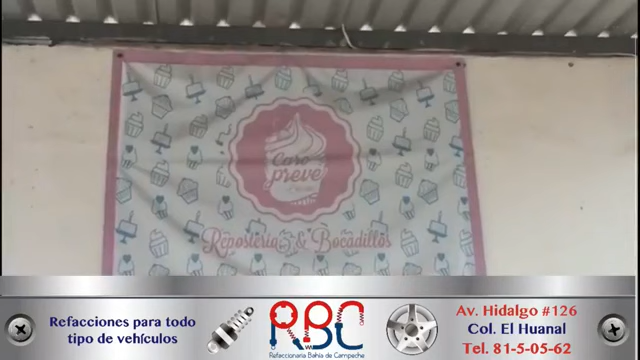 Caro
preve
Repostería & Bocadillos
Refacciones para todo
tipo de vehículos
RBC
Refaccionaria Bahía de Campeche
Av. Hidalgo #126
Col. El Huanal
Tel. 81-5-05-62